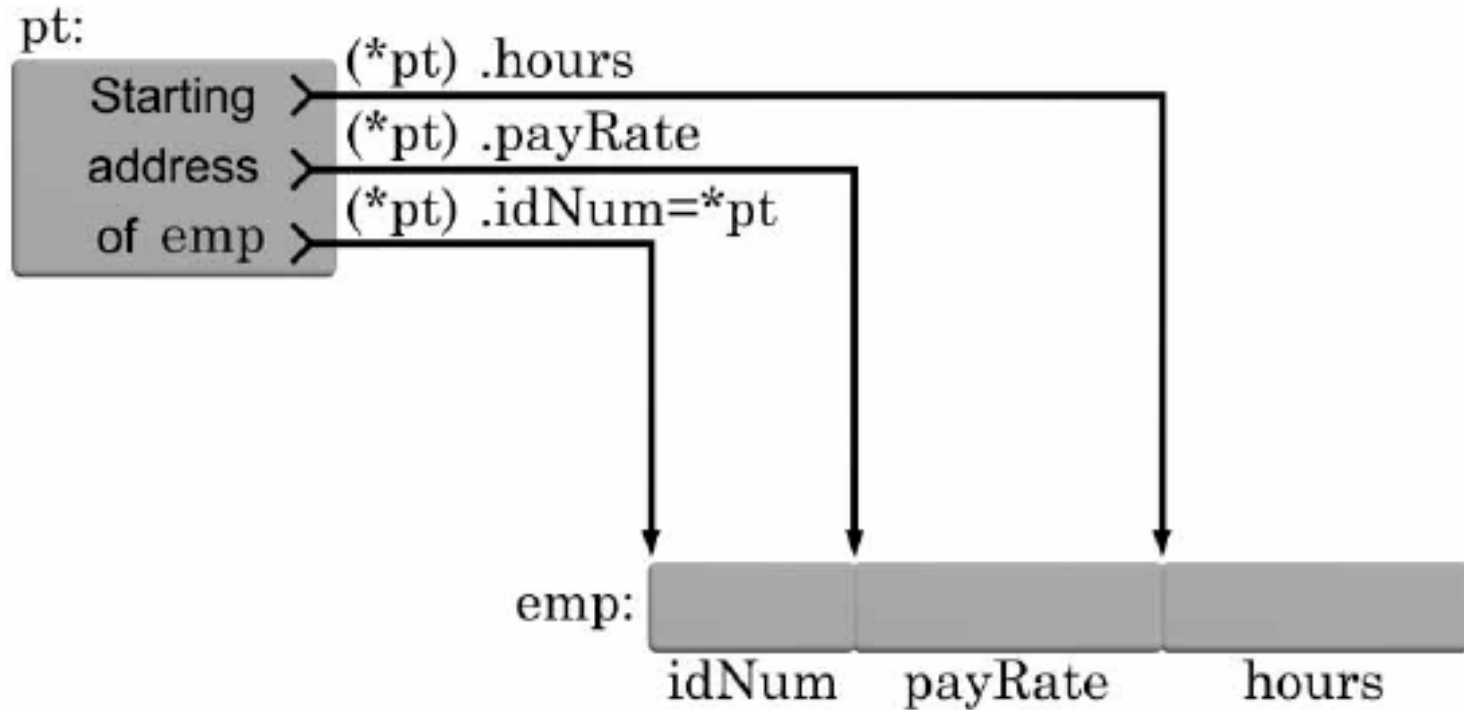 pt:
Starting
address
of emp
(*pt) .hours
(*pt) .payRate
(*pt) .idNum=*pt
emp:
idNum payRate hours